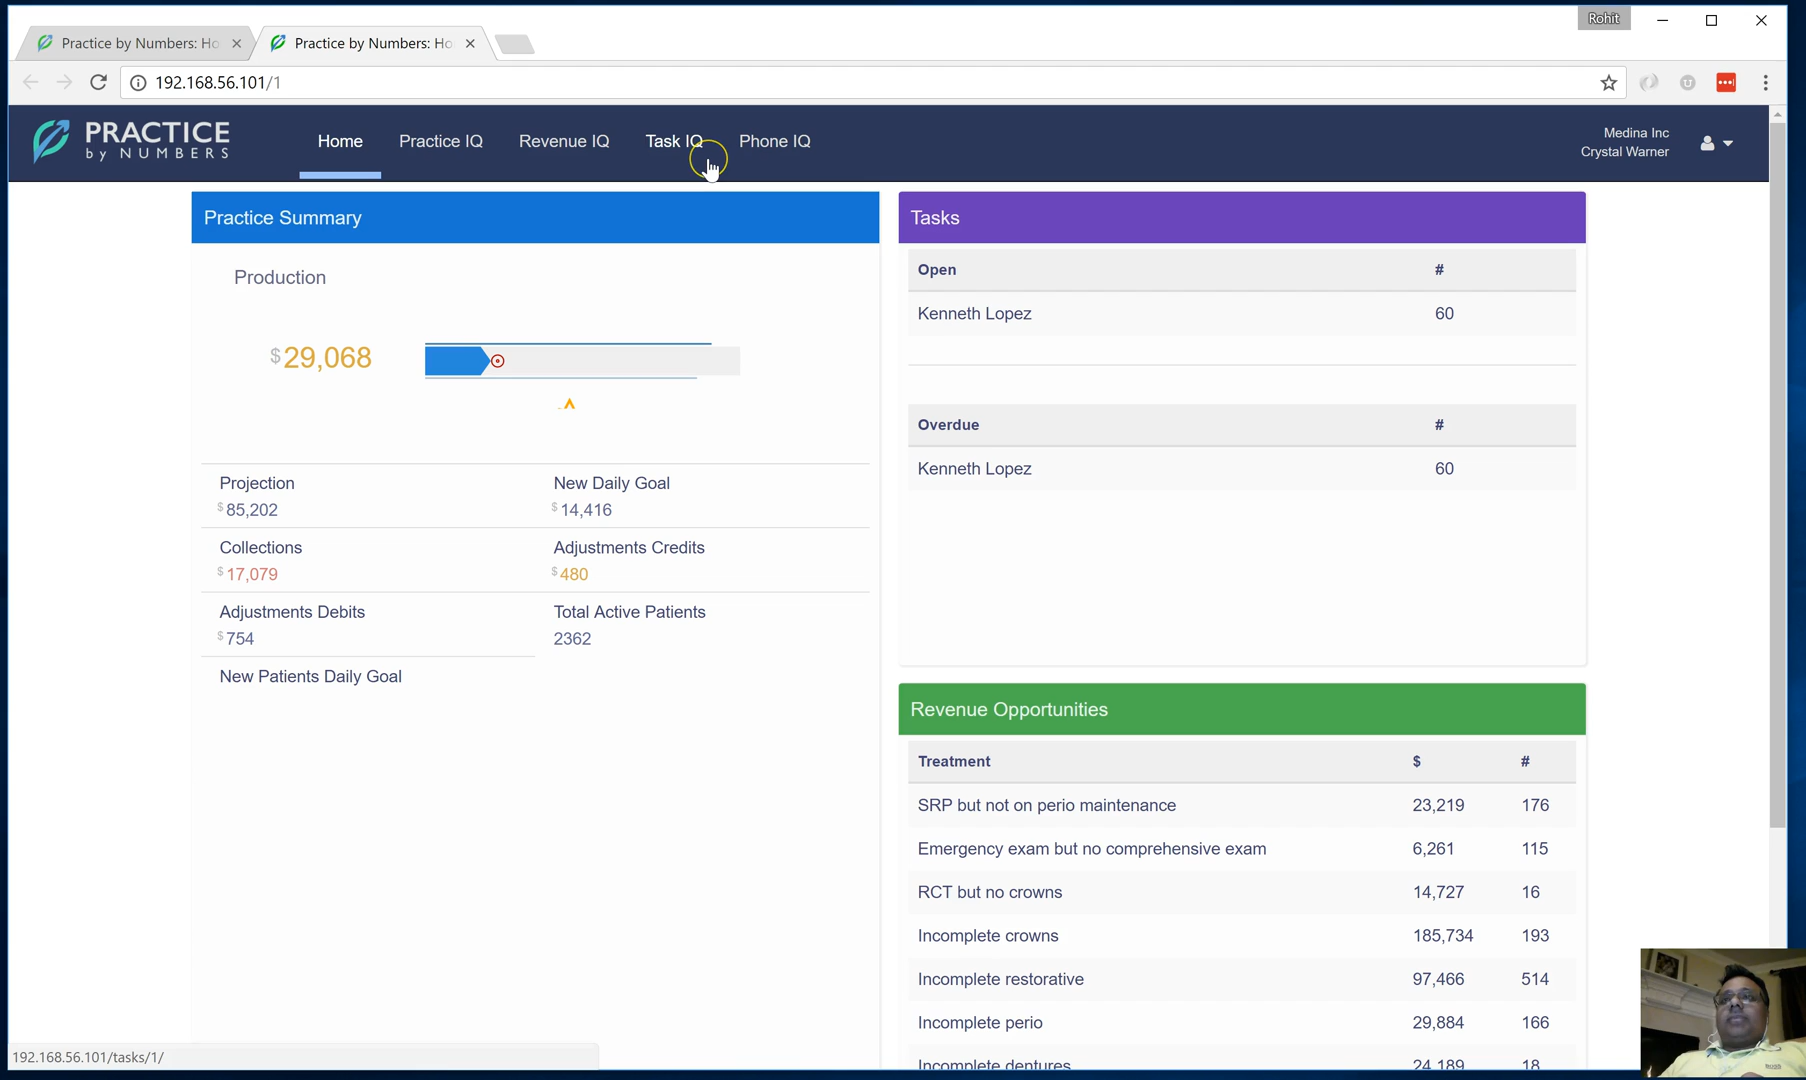 Rohit
Practice by Numbers: Ho
Practice by Numbers: Ho
192.168.56.101/1
PRACTICE
by NUMBERS
Home
Practice IQ
Revenue IQ
Task IQ
Phone IQ
Medina Inc
Crystal Warner
Practice Summary
Production
$29,068
Projection
$85,202
New Daily Goal
$14,416
Collections
$17,079
Adjustments Credits
$480
Adjustments Debits
$754
Total Active Patients
2362
New Patients Daily Goal
Tasks
Open #
Kenneth Lopez 60
Overdue #
Kenneth Lopez 60
Revenue Opportunities
Treatment $ #
SRP but not on perio maintenance 23,219 176
Emergency exam but no comprehensive exam 6,261 115
RCT but no crowns 14,727 16
Incomplete crowns 185,734 193
Incomplete restorative 97,466 514
Incomplete perio 29,884 166
Incomplete dentures 24,189 18
192.168.56.101/tasks/1/